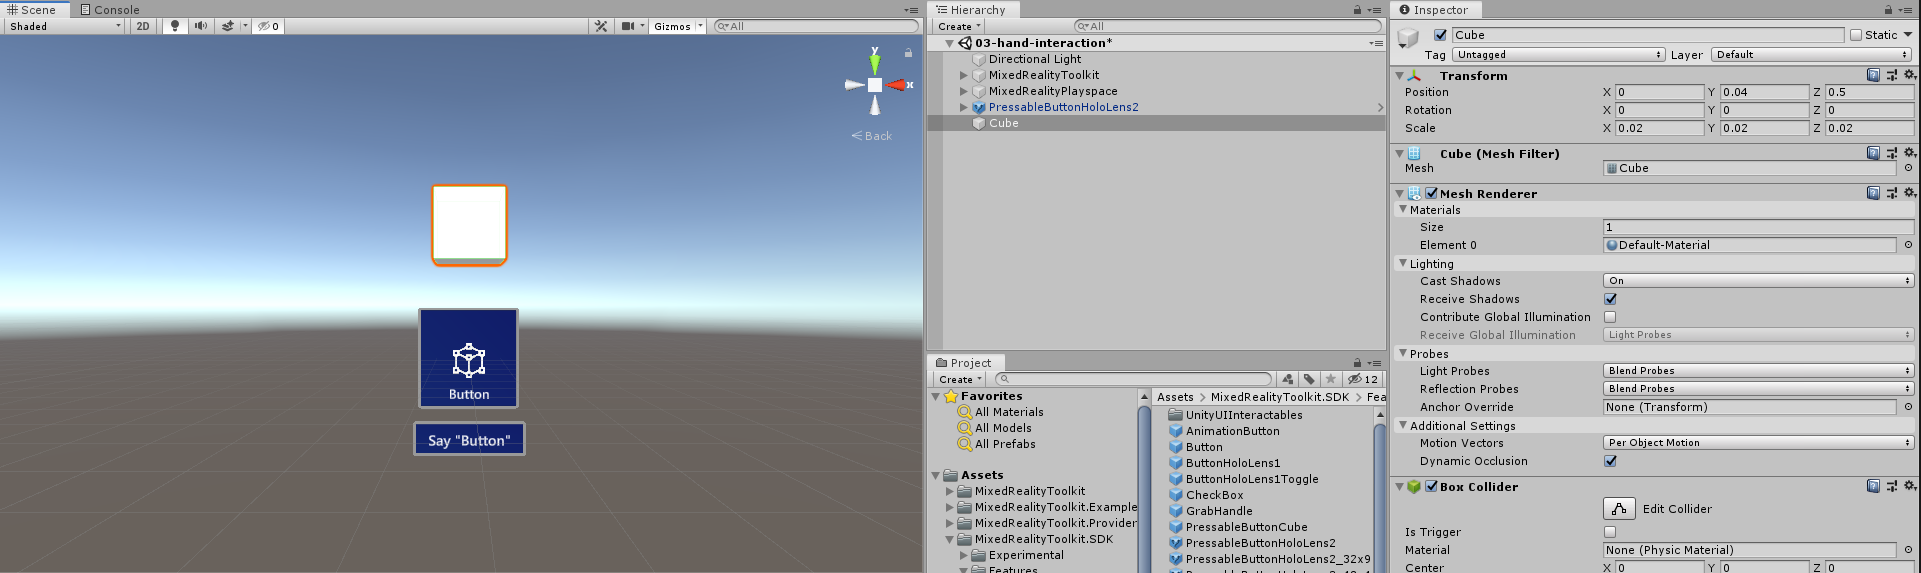 Scene
Console
Shaded
2D
0
Gizmos
All
y
x
Back
Button
Say "Button"
Hierarchy
Create
All
03-hand-interaction*
Directional Light
MixedRealityToolkit
MixedRealityPlayspace
PressableButtonHoloLens2
Cube
Project
Create
12
Favorites
All Materials
All Models
All Prefabs
Assets
MixedRealityToolkit
MixedRealityToolkit.Example
MixedRealityToolkit.Provider
MixedRealityToolkit.SDK
Experimental
Features
Assets > MixedRealityToolkit.SDK > Fea
UnityUIInteractables
AnimationButton
Button
ButtonHoloLens1
ButtonHoloLens1Toggle
CheckBox
GrabHandle
PressableButtonCube
PressableButtonHoloLens2
PressableButtonHoloLens2_32x9
Inspector
Cube
Static
Tag Untagged Layer Default
Transform
Position X 0 Y 0.04 Z 0.5
Rotation X 0 Y 0 Z 0
Scale X 0.02 Y 0.02 Z 0.02
Cube (Mesh Filter)
Mesh Cube
Mesh Renderer
Materials
Size 1
Element 0 Default-Material
Lighting
Cast Shadows On
Receive Shadows
Contribute Global Illumination
Receive Global Illumination Light Probes
Probes
Light Probes Blend Probes
Reflection Probes Blend Probes
Anchor Override None (Transform)
Additional Settings
Motion Vectors Per Object Motion
Dynamic Occlusion
Box Collider
Edit Collider
Is Trigger
Material None (Physic Material)
Center X 0 Y 0 Z 0